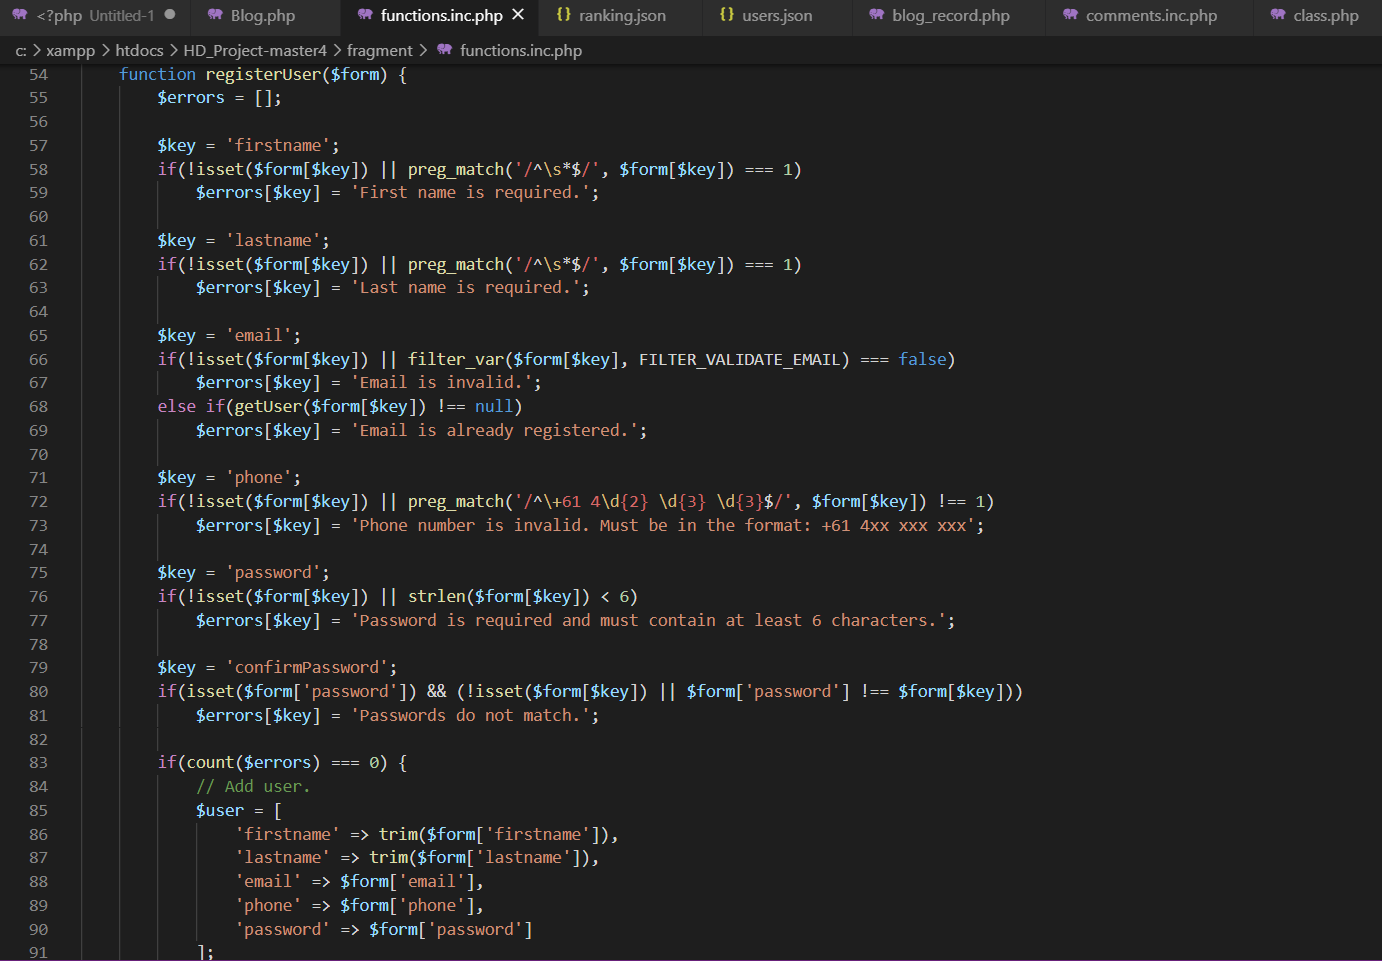 <?php Untitled-1 Blog.php functions.inc.php ranking.json users.json blog_record.php comments.inc.php class.php
c: > xampp > htdocs > HD_Project-master4 > fragment > functions.inc.php
54 function registerUser($form) {
55 $errors = [];
56
57 $key = 'firstname';
58 if(!isset($form[$key]) || preg_match('/^\s*$/', $form[$key]) === 1)
59 $errors[$key] = 'First name is required.';
60
61 $key = 'lastname';
62 if(!isset($form[$key]) || preg_match('/^\s*$/', $form[$key]) === 1)
63 $errors[$key] = 'Last name is required.';
64
65 $key = 'email';
66 if(!isset($form[$key]) || filter_var($form[$key], FILTER_VALIDATE_EMAIL) === false)
67 $errors[$key] = 'Email is invalid.';
68 else if(getUser($form[$key]) !== null)
69 $errors[$key] = 'Email is already registered.';
70
71 $key = 'phone';
72 if(!isset($form[$key]) || preg_match('/^\+61 4\d{2} \d{3} \d{3}$/', $form[$key]) !== 1)
73 $errors[$key] = 'Phone number is invalid. Must be in the format: +61 4xx xxx xxx';
74
75 $key = 'password';
76 if(!isset($form[$key]) || strlen($form[$key]) < 6)
77 $errors[$key] = 'Password is required and must contain at least 6 characters.';
78
79 $key = 'confirmPassword';
80 if(isset($form['password']) && (!isset($form[$key]) || $form['password'] !== $form[$key]))
81 $errors[$key] = 'Passwords do not match.';
82
83 if(count($errors) === 0) {
84 // Add user.
85 $user = [
86 'firstname' => trim($form['firstname']),
87 'lastname' => trim($form['lastname']),
88 'email' => $form['email'],
89 'phone' => $form['phone'],
90 'password' => $form['password']
91 ];